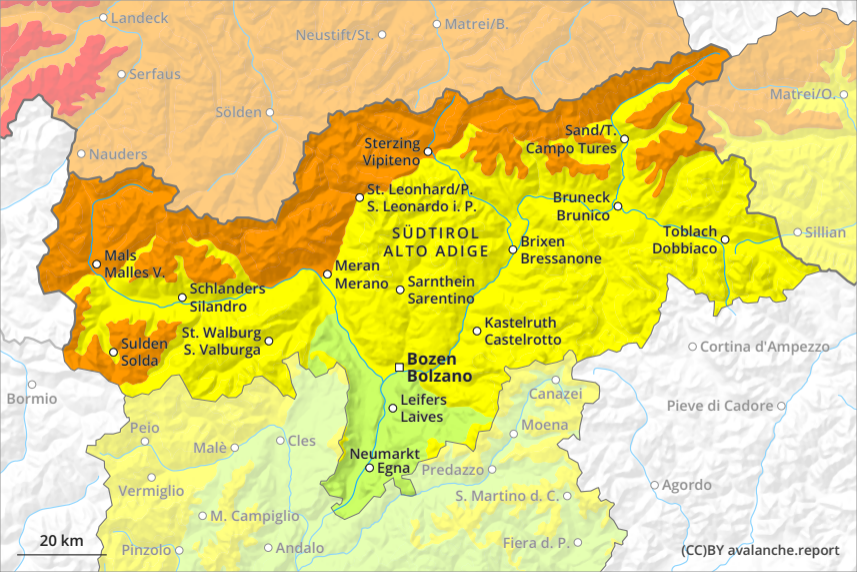 Landeck
Matrei/B.
Neustift/St.
Serfaus
Matrei/O.
Sölden
Sand/T.
Campo Tures
Sterzing
Vipiteno
Nauders
St. Leonhard/P.
S. Leonardo i. P.
Bruneck
Brunico
SÜDTIROL
ALTO ADIGE
Toblach
Dobbiaco
Sillian
Brixen
Bressanone
Mals
Malles V.
Meran
Merano
Schlanders
Silandro
Sarnthein
Sarentino
Kastelruth
Castelrotto
St. Walburg
S. Valburga
Sulden
Solda
Cortina d'Ampezzo
Bozen
Bolzano
Bormio
Canazei
Leifers
Laives
Pieve di Cadore
Moena
Peio
Cles
Malè
Neumarkt
Egna
Predazzo
Vermiglio
Agordo
S. Martino d. C.
M. Campiglio
20 km
Pinzolo
Andalo
Fiera d. P.
(CC)BY avalanche.report